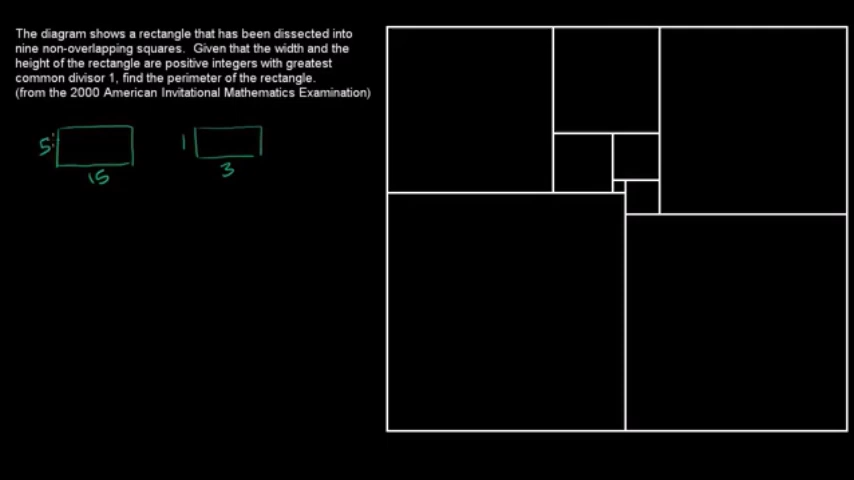 The diagram shows a rectangle that has been dissected into
nine non-overlapping squares. Given that the width and the
height of the rectangle are positive integers with greatest
common divisor 1, find the perimeter of the rectangle.
(from the 2000 American Invitational Mathematics Examination)
5 1
15 3